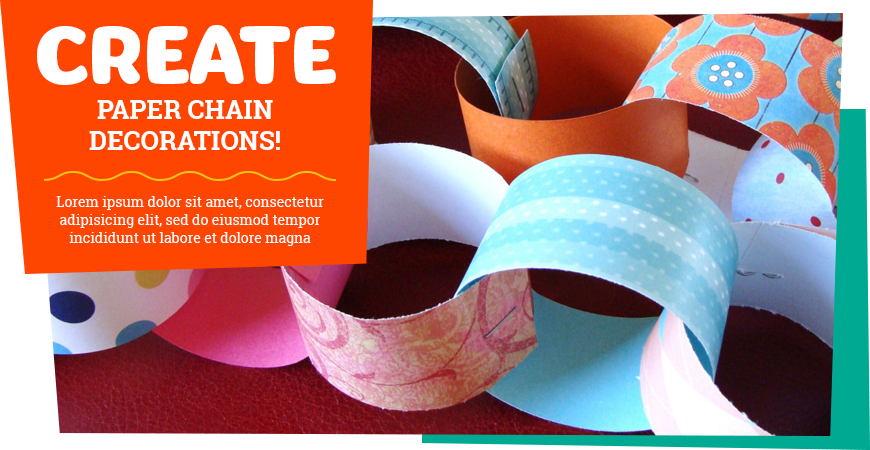 CREATE
PAPER CHAIN
DECORATIONS!
Lorem ipsum dolor sit amet, consectetur
adipisicing elit, sed do eiusmod tempor
incididunt ut labore et dolore magna